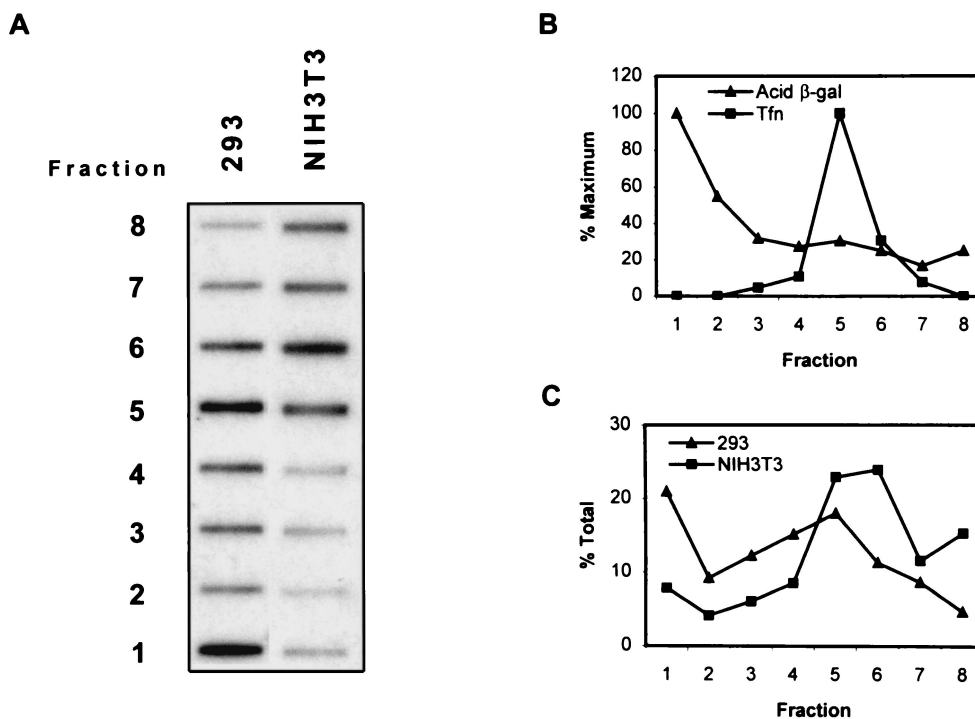 A
293
NIH3T3
Fraction
8
7
6
5
4
3
2
1
B
120
100
80
60
40
20
0
% Maximum
Acid β-gal
Tfn
1 2 3 4 5 6 7 8
Fraction
C
30
20
10
0
% Total
293
NIH3T3
1 2 3 4 5 6 7 8
Fraction